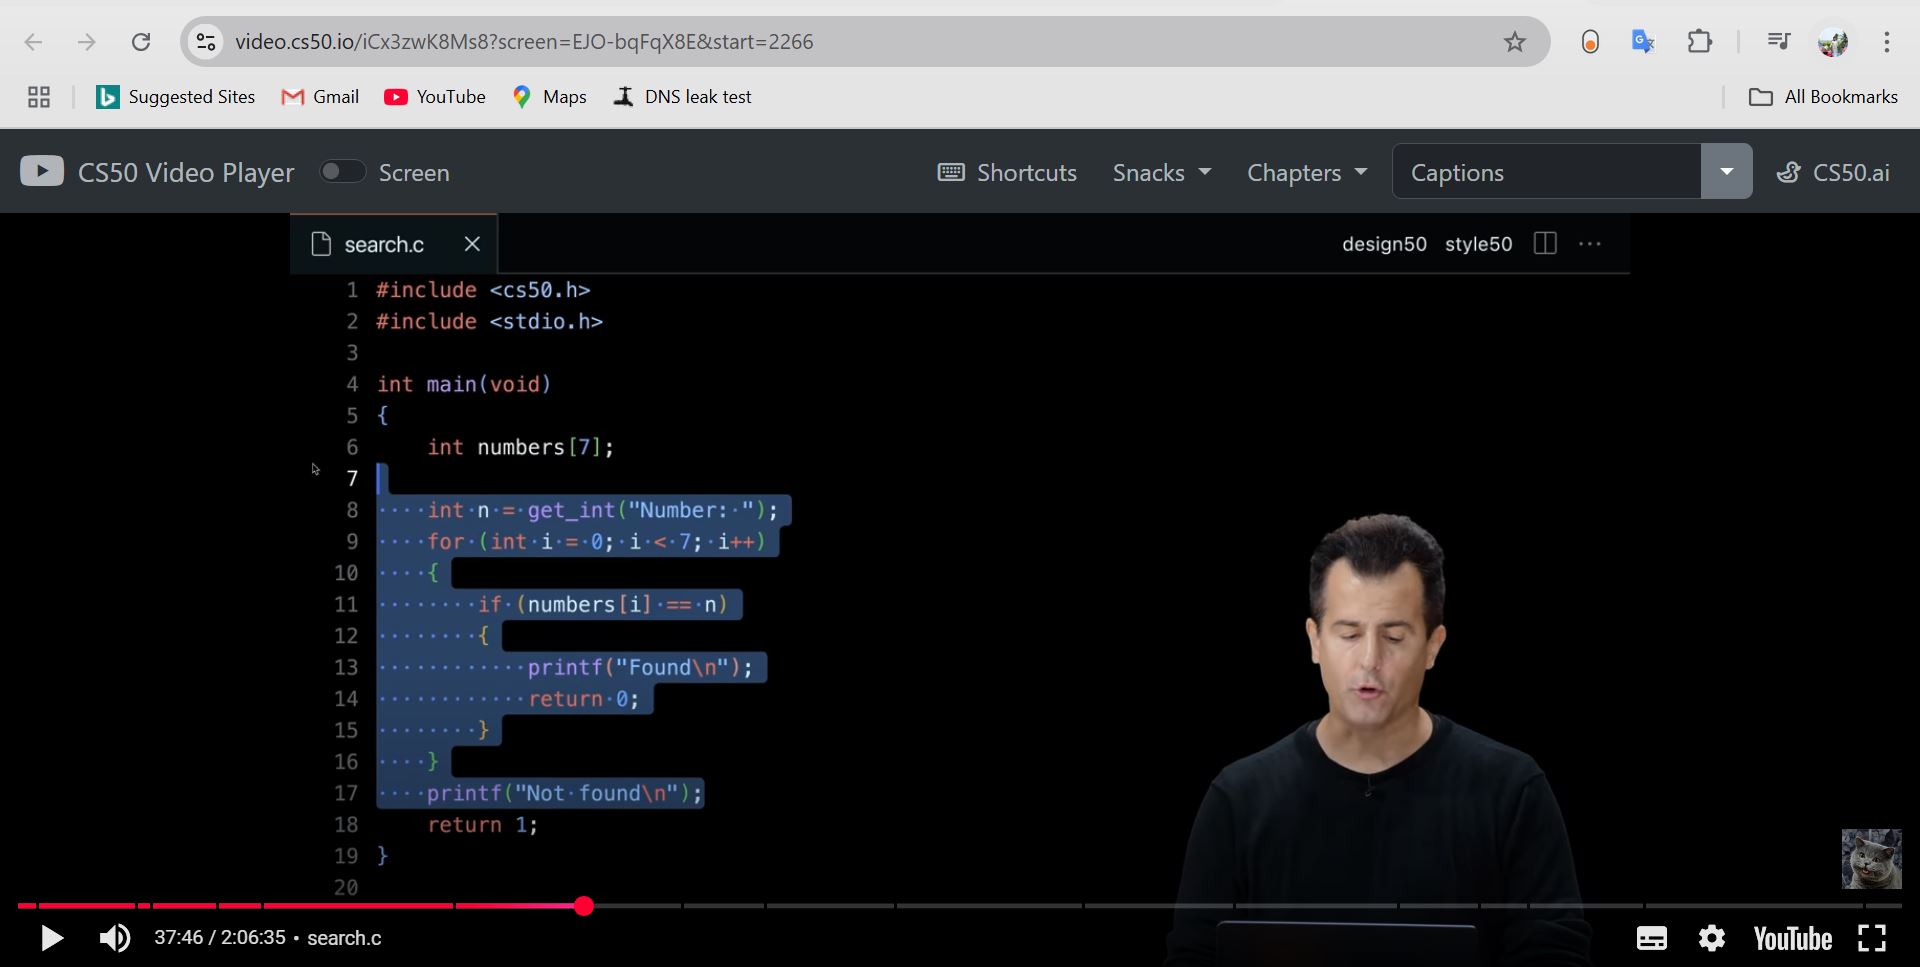 video.cs50.io/iCx3zwK8Ms8?screen=EJO-bqFqX8E&start=2266
Suggested Sites Gmail YouTube Maps DNS leak test All Bookmarks
CS50 Video Player Screen Shortcuts Snacks Chapters Captions CS50.ai
search.c design50 style50
1 #include <cs50.h>
2 #include <stdio.h>
3
4 int main(void)
5 {
6     int numbers[7];
7
8     int n = get_int("Number: ");
9     for (int i = 0; i < 7; i++)
10     {
11         if (numbers[i] == n)
12         {
13             printf("Found\n");
14             return 0;
15         }
16     }
17     printf("Not found\n");
18     return 1;
19 }
20
37:46 / 2:06:35 • search.c YouTube